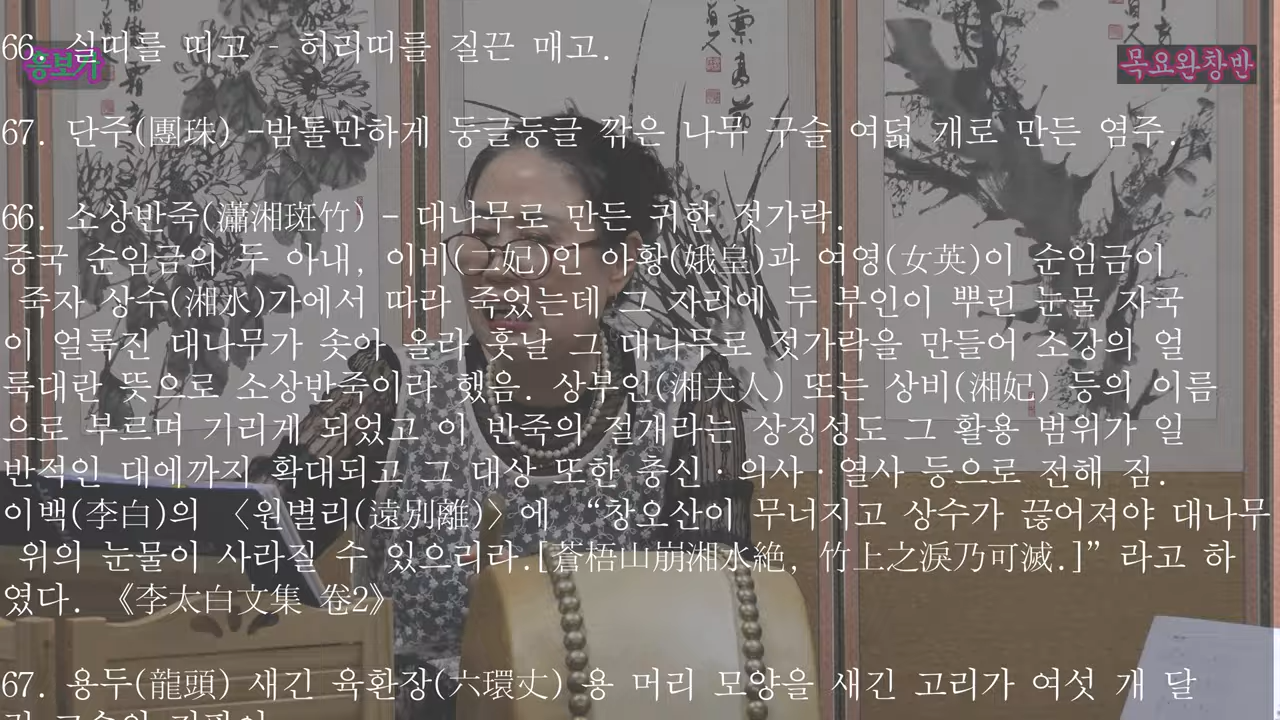 66. 실띠를 띠고 - 허리띠를 질끈 매고.
흥보가
목요완창반
67. 단주(團珠) -밤톨만하게 둥글둥글 깎은 나무 구슬 여덟 개로 만든 염주.
66. 소상반죽(瀟湘斑竹) - 대나무로 만든 귀한 젓가락.
중국 순임금의 두 아내, 이비(二妃)인 아황(娥皇)과 여영(女英)이 순임금이
죽자 상수(湘水)가에서 따라 죽었는데 그 자리에 두 부인이 뿌린 눈물 자국
이 얼룩진 대나무가 솟아 올라 훗날 그 대나무로 젓가락을 만들어 소강의 얼
룩대란 뜻으로 소상반죽이라 했음. 상부인(湘夫人) 또는 상비(湘妃) 등의 이름
으로 부르며 기리게 되었고 이 반죽의 절개라는 상징성도 그 활용 범위가 일
반적인 대에까지 확대되고 그 대상 또한 충신·의사·열사 등으로 전해 짐.
이백(李白)의 〈원별리(遠別離)〉에 “창오산이 무너지고 상수가 끊어져야 대나무
위의 눈물이 사라질 수 있으리라.[蒼梧山崩湘水絶, 竹上之淚乃可滅.]”라고 하
였다. 《李太白文集 卷2》
67. 용두(龍頭) 새긴 육환장(六環丈) 용 머리 모양을 새긴 고리가 여섯 개 달